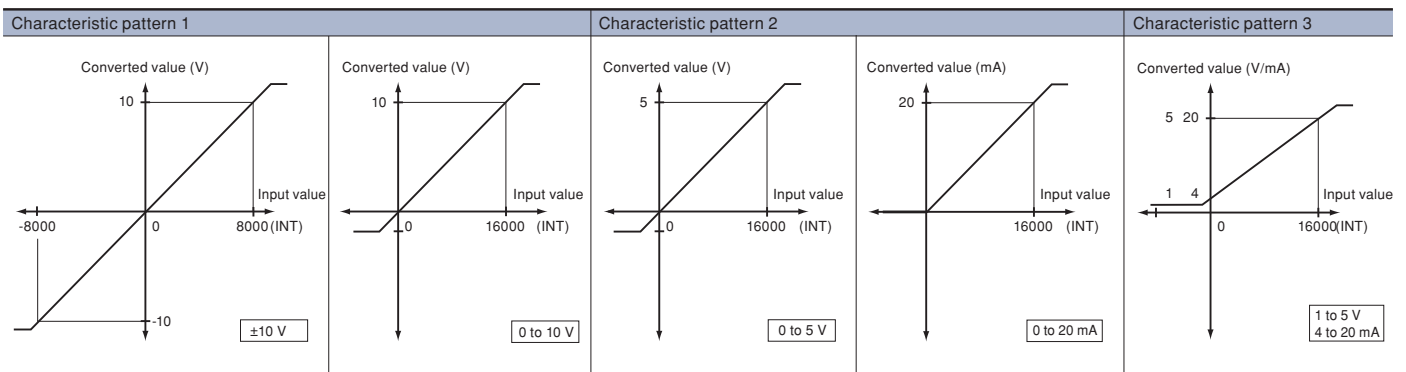 Characteristic pattern 1
Characteristic pattern 2
Characteristic pattern 3
Converted value (V)
10
Input value
-8000
0
8000(INT)
-10
±10 V
Converted value (V)
10
Input value
0
16000 (INT)
0 to 10 V
Converted value (V)
5
Input value
0
16000 (INT)
0 to 5 V
Converted value (mA)
20
Input value
16000 (INT)
0 to 20 mA
Converted value (V/mA)
5 20
1 4
Input value
0
16000(INT)
1 to 5 V
4 to 20 mA